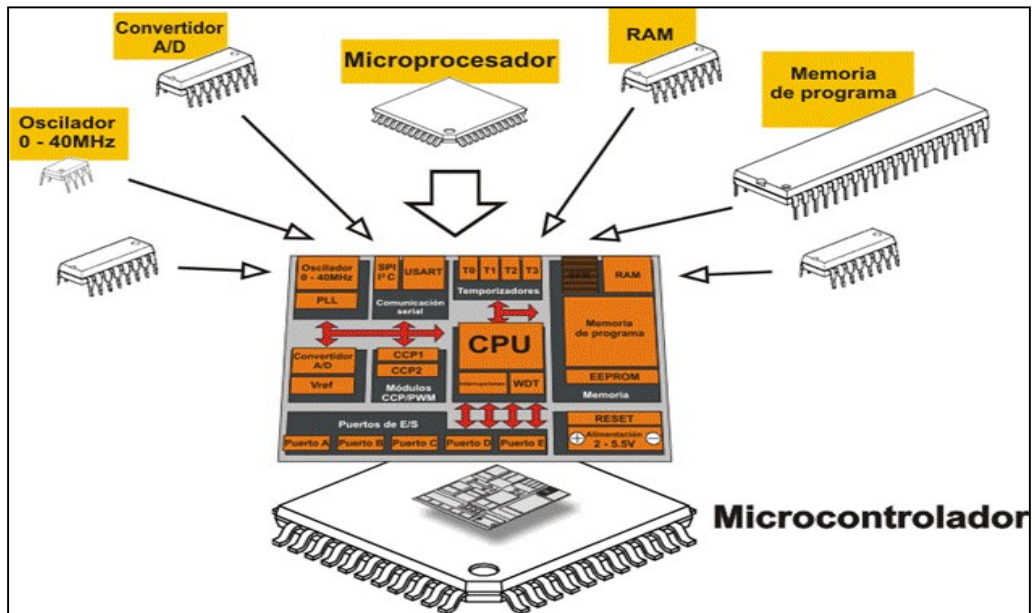 Convertidor
A/D
Microprocesador
RAM
Memoria
de programa
Oscilador
0 - 40MHz
Oscilador
0 - 40MHz
PLL
SPI
I²C
USART
Comunicación
serial
T0
T1
T2
T3
Temporizadores
RAM
Memoria
de programa
EEPROM
Memoria
CPU
Interrupciones
WDT
Convertidor
A/D
Vref
CCP1
CCP2
Módulos
CCP/PWM
Puertos de E/S
Puerto A
Puerto B
Puerto C
Puerto D
Puerto E
RESET
Alimentación
2 - 5.5V
Microcontrolador